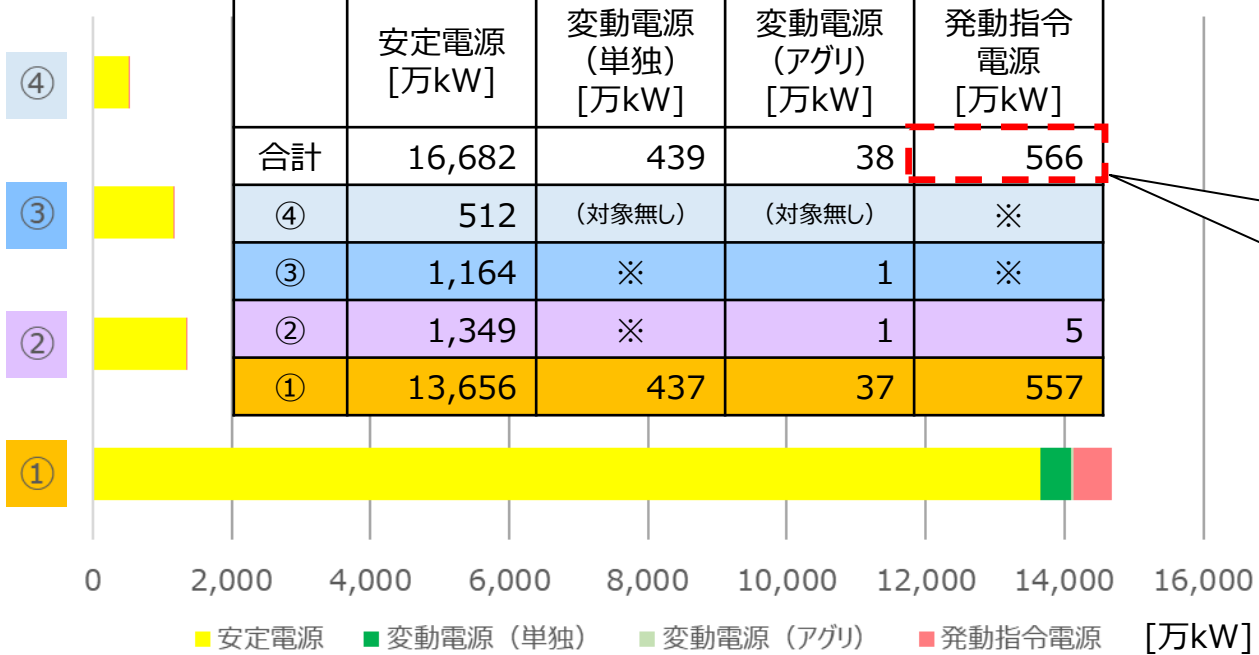 安定電源
[万kW]
変動電源
（単独）
[万kW]
変動電源
（アグリ）
[万kW]
発動指令
電源
[万kW]
合計 16,682 439 38 566
④ 512 （対象無し） （対象無し） ※
③ 1,164 ※ 1 ※
② 1,349 ※ 1 5
① 13,656 437 37 557
④
③
②
①
0 2,000 4,000 6,000 8,000 10,000 12,000 14,000 16,000
安定電源 変動電源（単独） 変動電源（アグリ） 発動指令電源 [万kW]